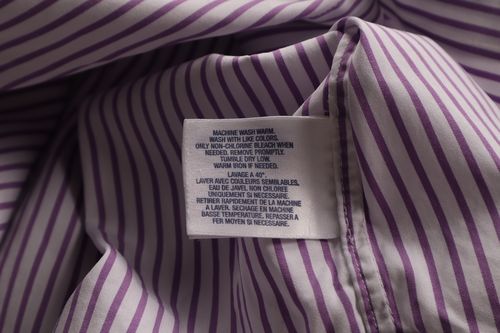 MACHINE WASH WARM.
WASH WITH LIKE COLORS.
ONLY NON-CHLORINE BLEACH WHEN
NEEDED. REMOVE PROMPTLY.
TUMBLE DRY LOW.
WARM IRON IF NEEDED.
LAVAGE A 40°.
LAVER AVEC COULEURS SEMBLABLES.
EAU DE JAVEL NON CHLOREE
UNIQUEMENT SI NECESSAIRE.
RETIRER RAPIDEMENT DE LA MACHINE
A LAVER. SECHAGE EN MACHINE
BASSE TEMPERATURE. REPASSER A
FER MOYEN SI NECESSAIRE.